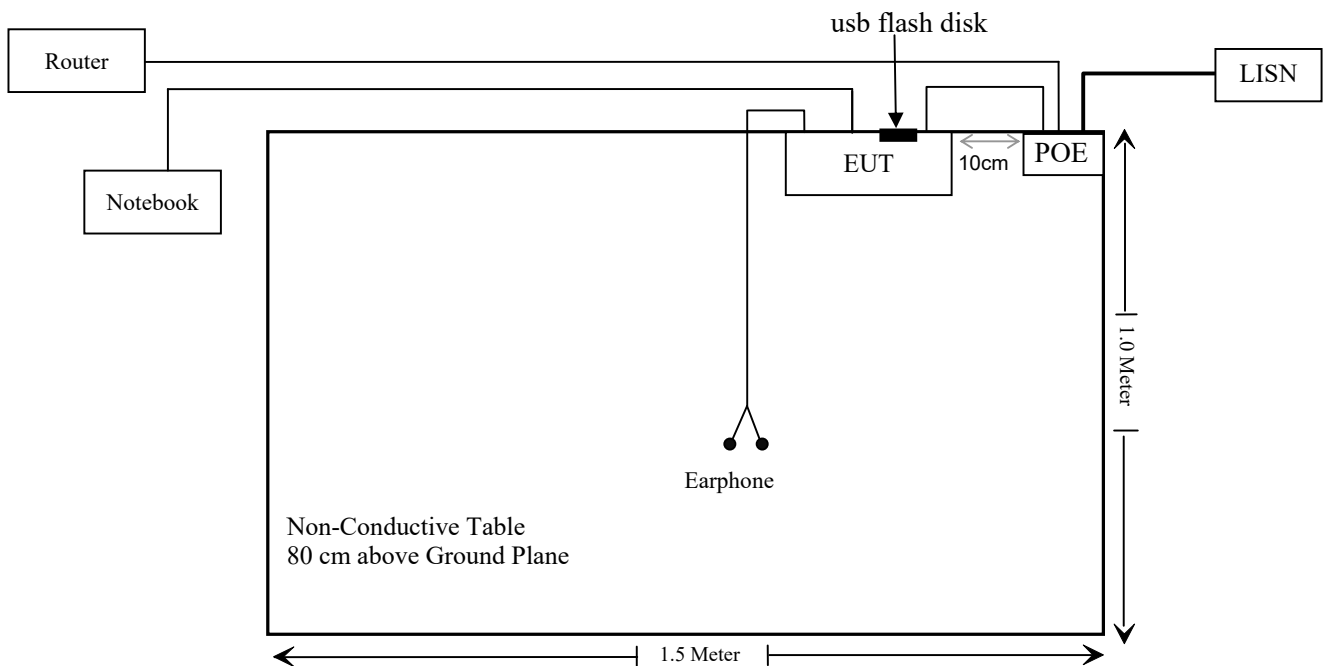 usb flash disk
Router
LISN
EUT
10cm
POE
Notebook
1.0 Meter
Earphone
Non-Conductive Table
80 cm above Ground Plane
1.5 Meter